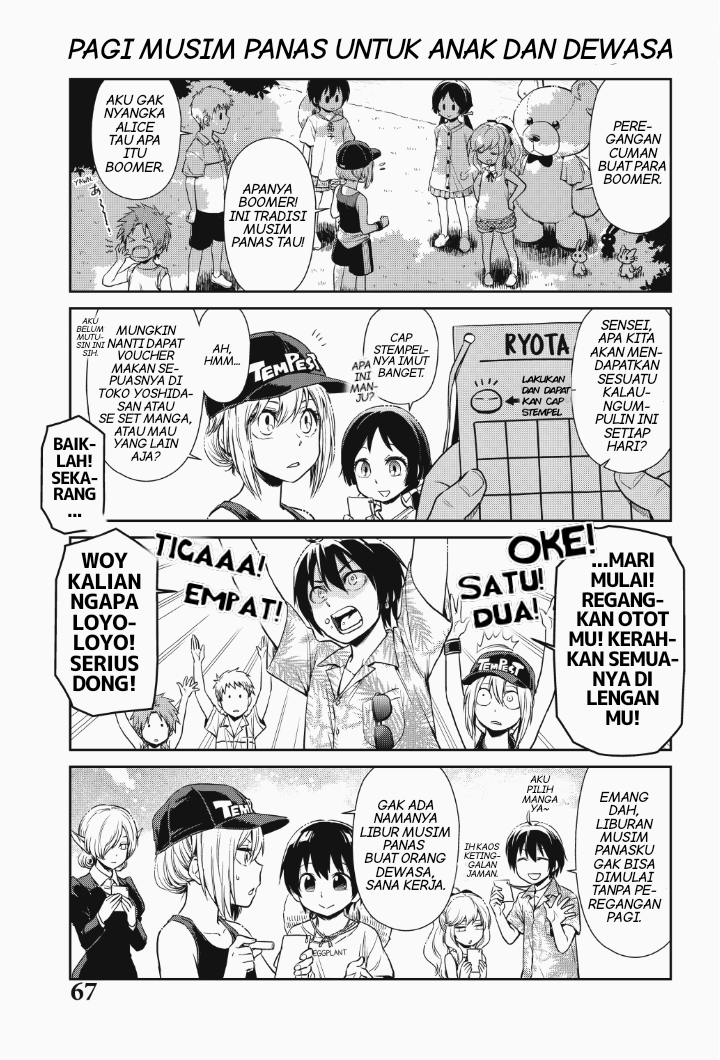 PAGI MUSIM PANAS UNTUK ANAK DAN DEWASA
PERE-
GANGAN
CUMAN
BUAT PARA
BOOMER.
APANYA
BOOMER!
INI TRADISI
MUSIM
PANAS TAU!
AKU GAK
NYANGKA
ALICE
TAU APA
ITU
BOOMER.
YAWN
SENSEI,
APA KITA
AKAN MEN-
DAPATKAN
SESUATU
KALAU-
NGUM-
PULIN INI
SETIAP
HARI?
RYOTA
LAKUKAN
DAN DAPAT-
KAN CAP
STEMPEL
CAP
STEMPEL-
NYA IMUT
BANGET.
APA
INI
MAN-
JU?
TEMPEST
AH,
HMM...
MUNGKIN
NANTI DAPAT
VOUCHER
MAKAN SE-
PUASNYA DI
TOKO YOSHIDA-
SAN ATAU
SE SET MANGA,
ATAU MAU
YANG LAIN
AJA?
AKU
BELUM
MUTU-
SIN INI
SIH.
BAIK-
LAH!
SEKA-
RANG
...
...MARI
MULAI!
REGANG-
KAN OTOT
MU! KERAH-
KAN SEMUA-
NYA DI
LENGAN
MU!
OKE!
SATU!
DUA!
TEMPEST
TIGAAA!
EMPAT!
WOY
KALIAN
NGAPA
LOYO-
LOYO!
SERIUS
DONG!
EMANG
DAH,
LIBURAN
MUSIM
PANASKU
GAK BISA
DIMULAI
TANPA PE-
REGANGAN
PAGI.
AKU
PILIH
MANGA
YA~
IH KAOS
KETING-
GALAN
JAMAN.
GAK ADA
NAMANYA
LIBUR MUSIM
PANAS
BUAT ORANG
DEWASA,
SANA KERJA.
TEMPEST
EGGPLANT
67